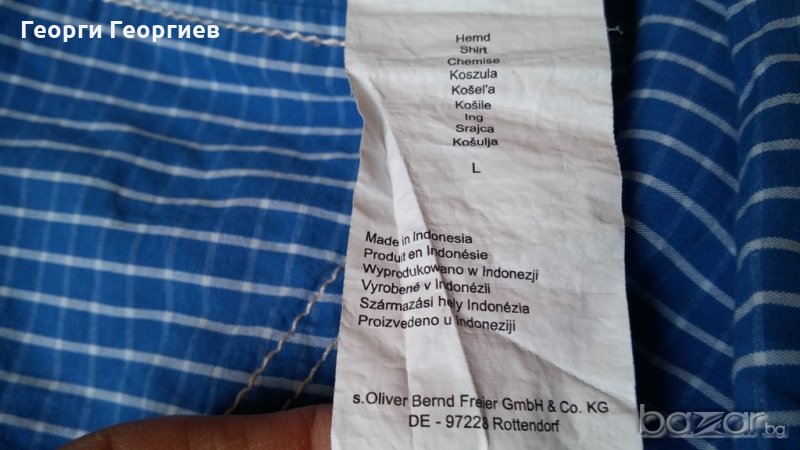 Георги Георгиев
Hemd
Shirt
Chemise
Koszula
Košel'a
Košile
Ing
Srajca
Košulja
L
Made in Indonesia
Produit en Indonésie
Wyprodukowano w Indonezji
Vyrobené v Indonézii
Származási hely Indonézia
Proizvedeno u Indoneziji
s.Oliver Bernd Freier GmbH & Co. KG
DE - 97228 Rottendorf
bazar.bg